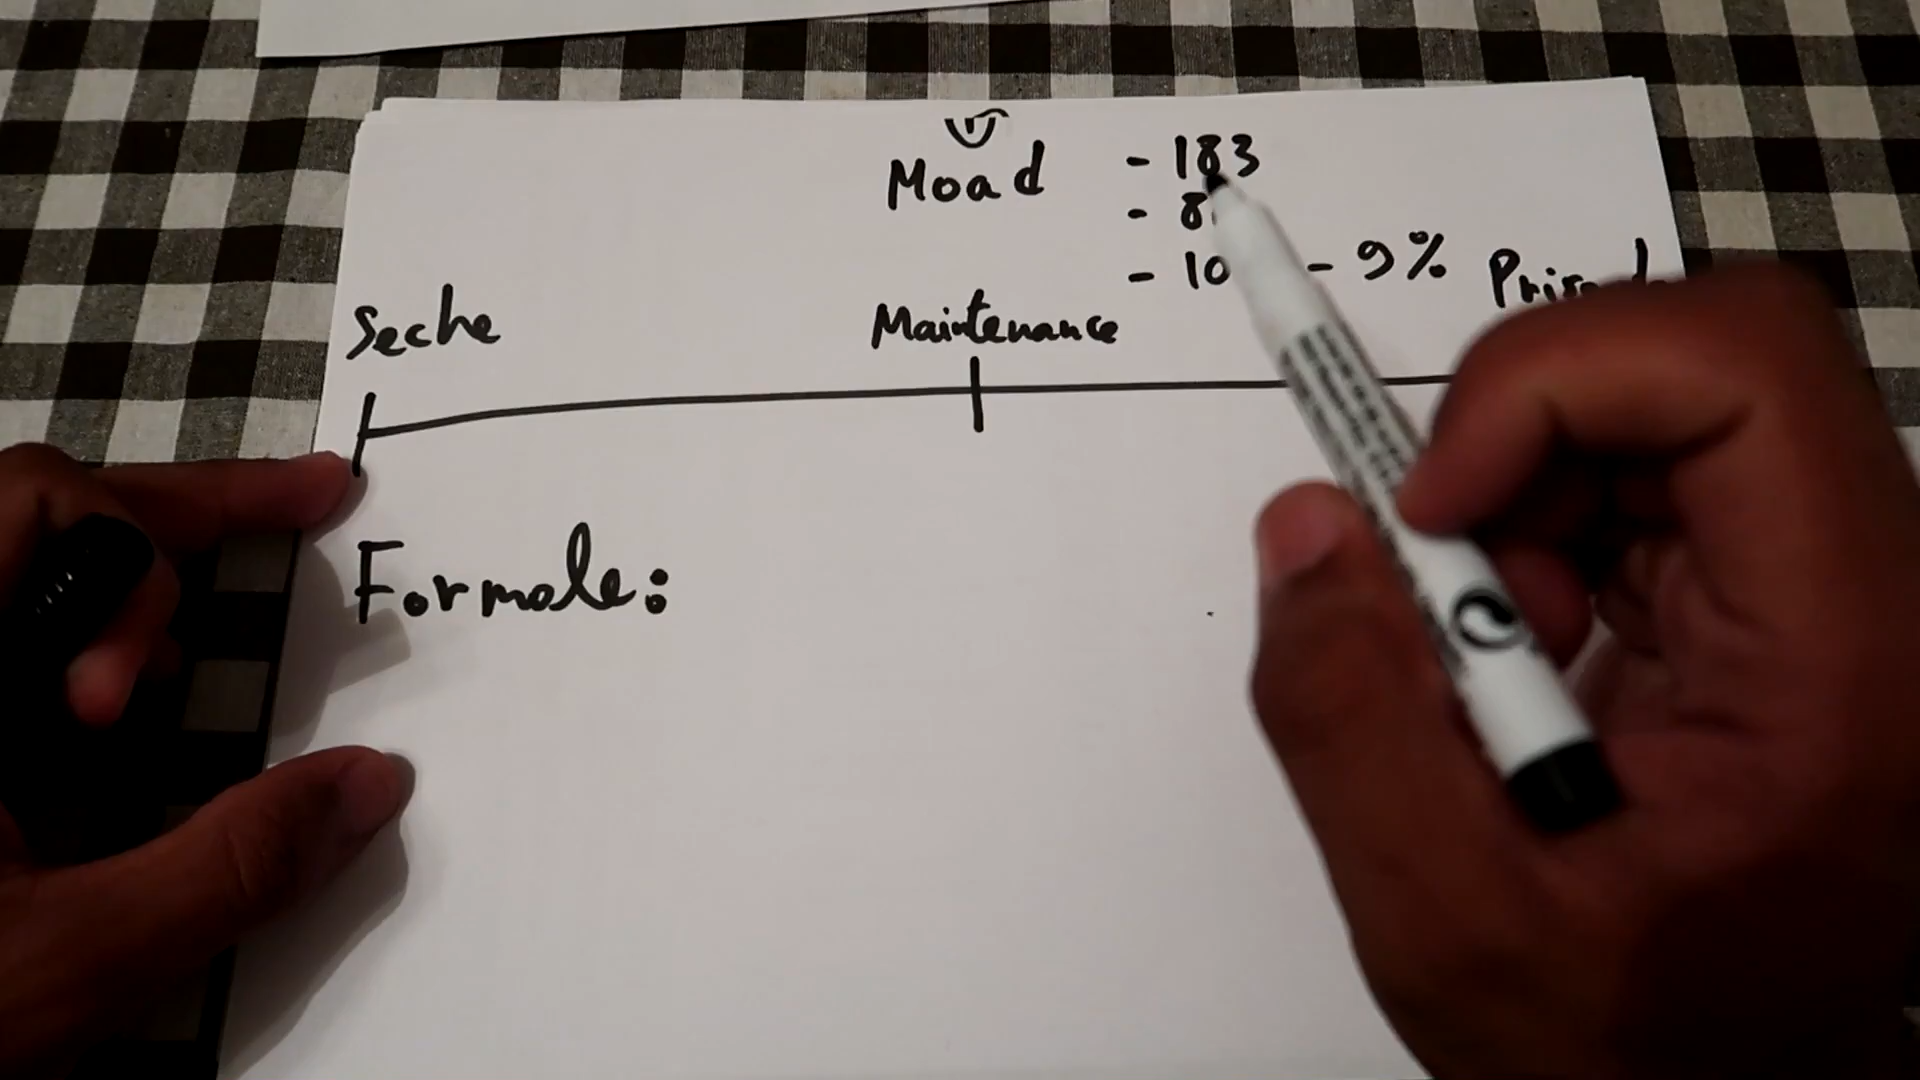 Moad - 183
- 8
- 10 - 9%
Seche Maintenance
Formole: